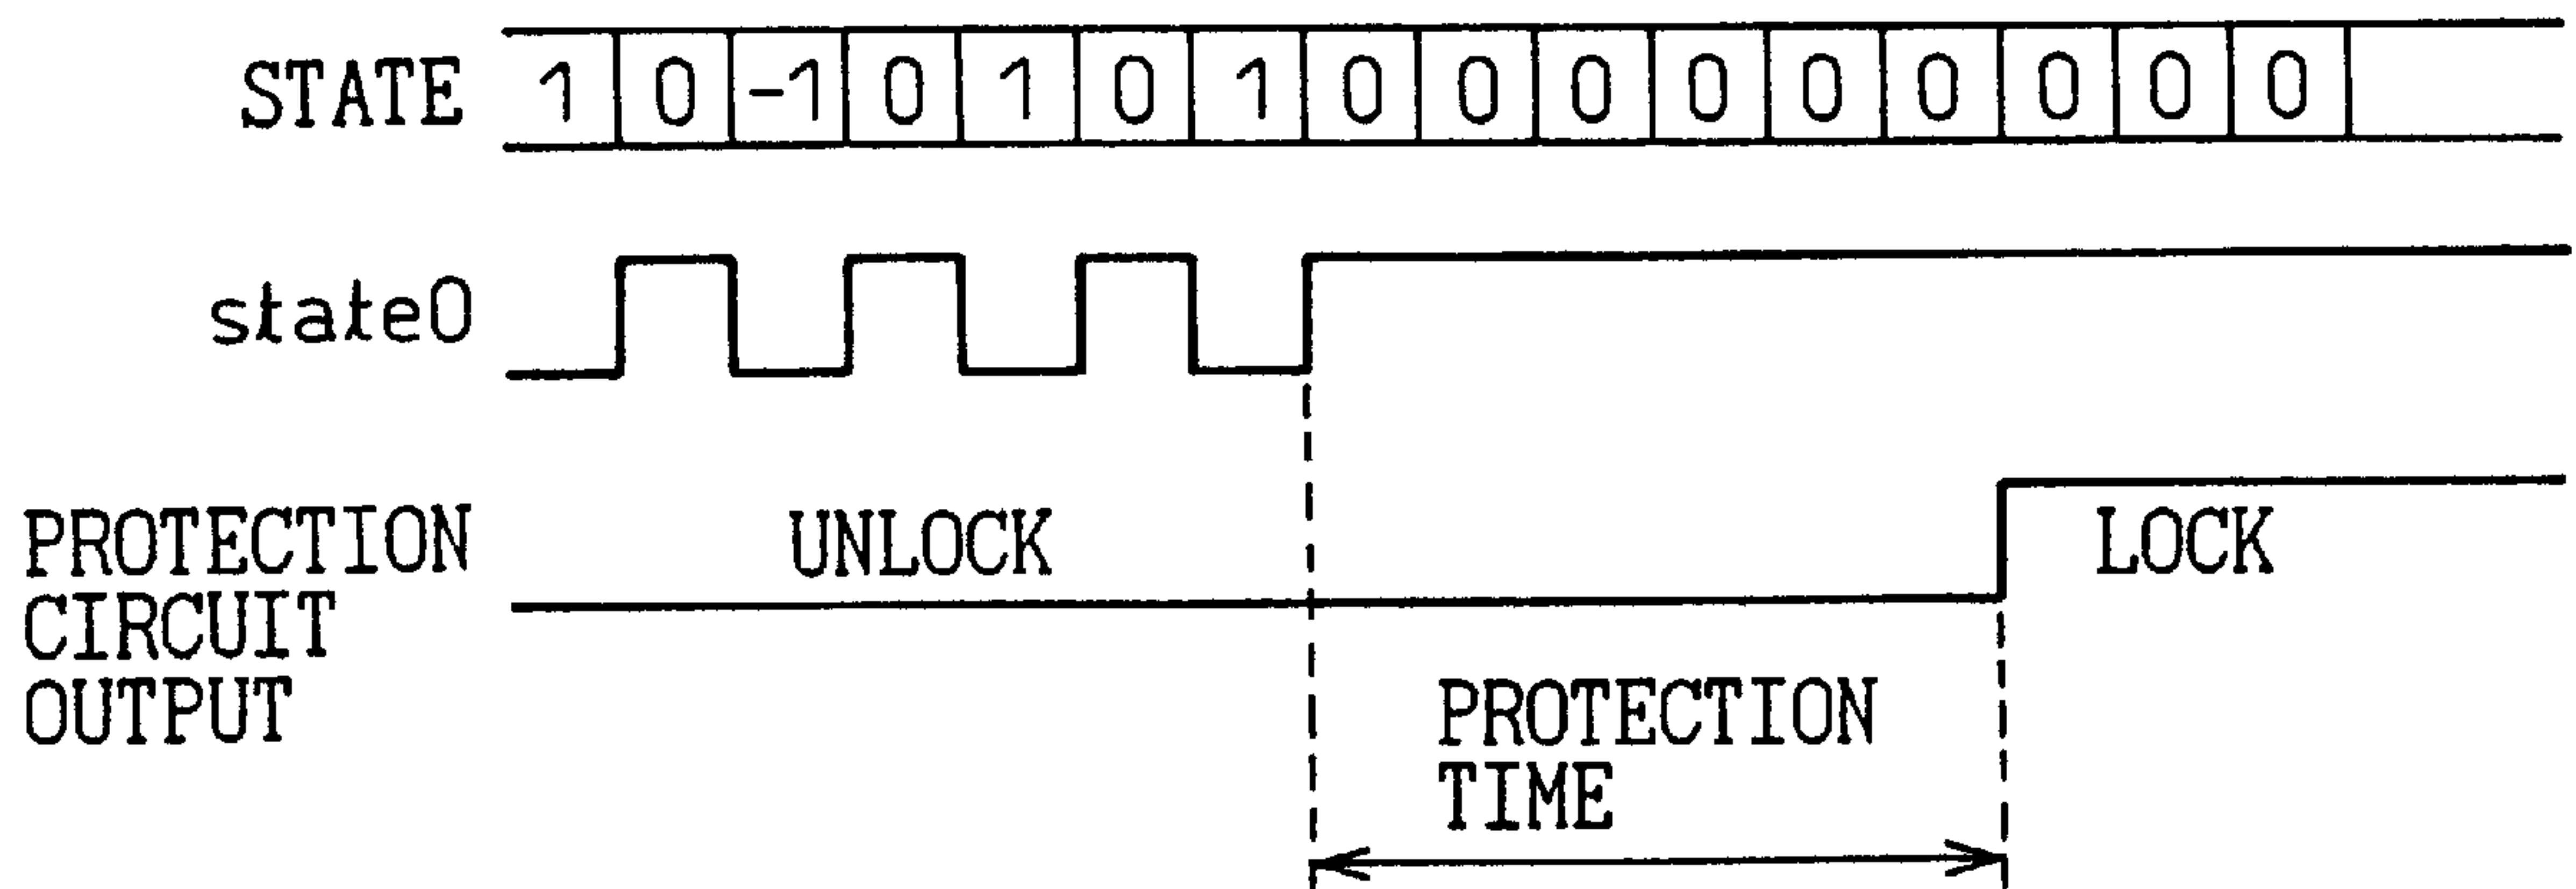 STATE 1 0 -1 0 1 0 1 0 0 0 0 0 0 0 0 0
state0
PROTECTION
CIRCUIT
OUTPUT
UNLOCK
LOCK
PROTECTION
TIME